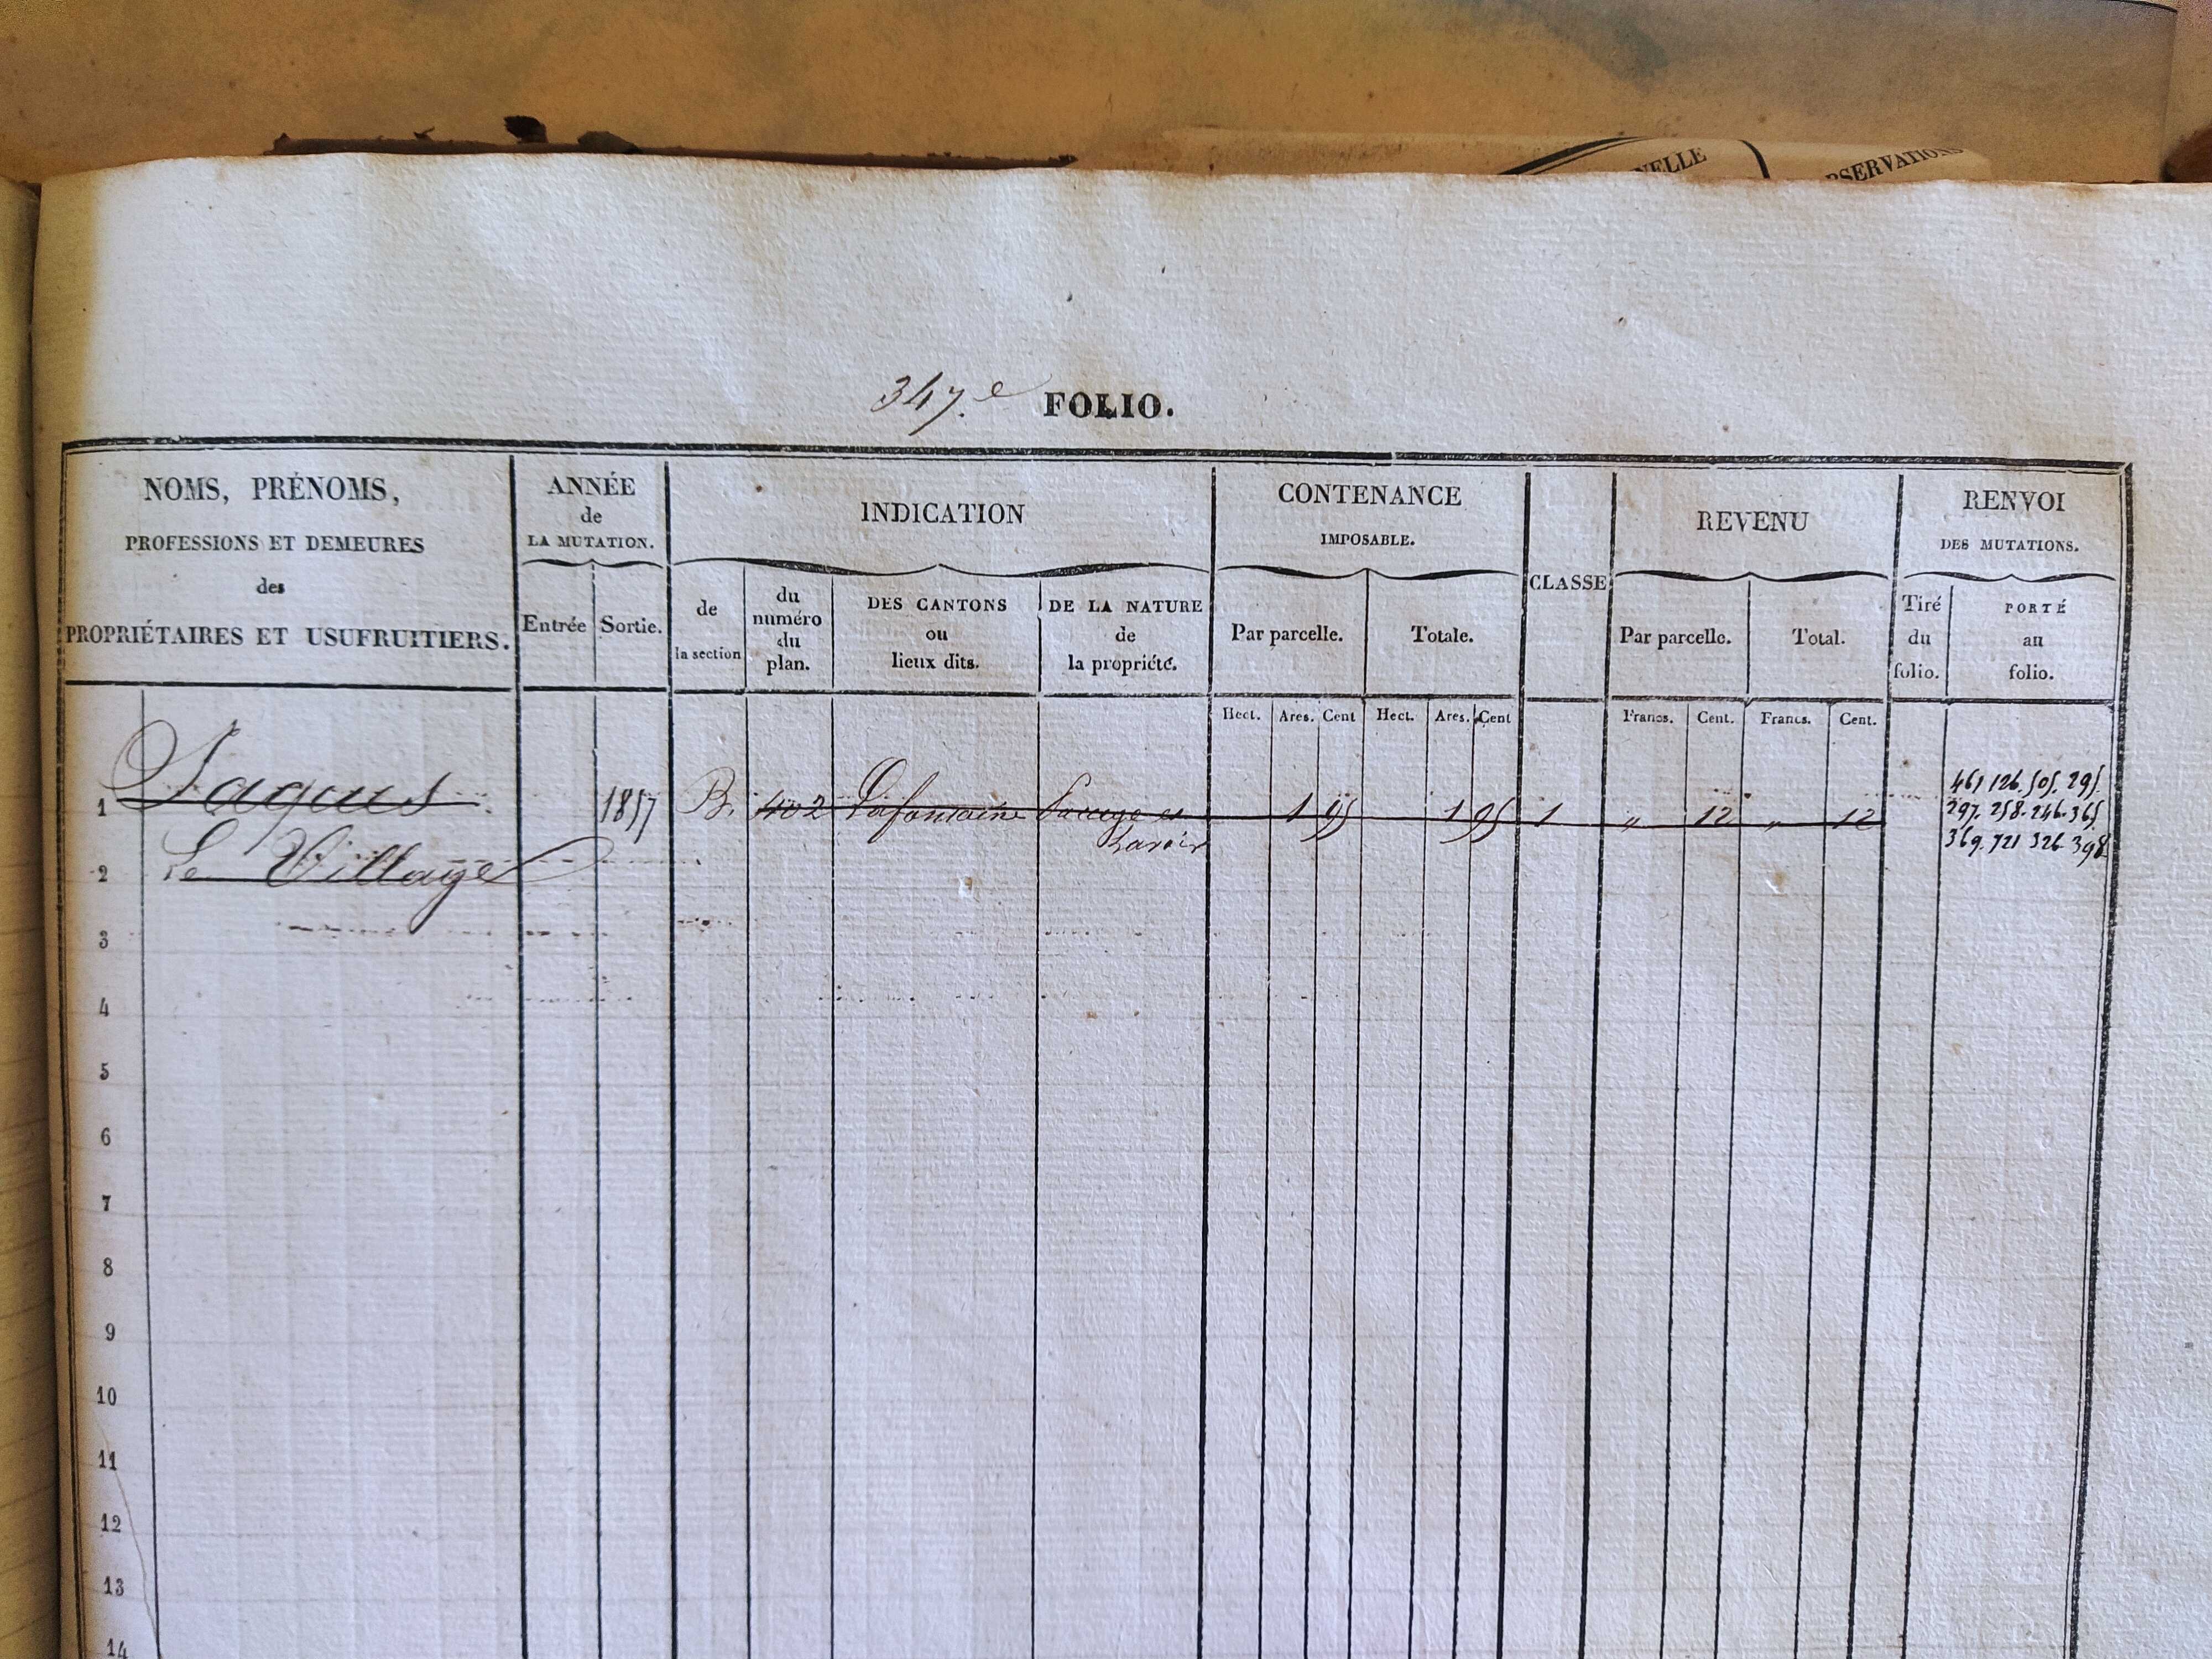 NELLE
OBSERVATIONS
347.e FOLIO.
NOMS, PRÉNOMS,
PROFESSIONS ET DEMEURES
des
PROPRIÉTAIRES ET USUFRUITIERS.
ANNÉE
de
LA MUTATION.
Entrée Sortie.
INDICATION
de
la section
du
numéro
du
plan.
DES CANTONS
ou
lieux dits.
DE LA NATURE
de
la propriété.
CONTENANCE
IMPOSABLE.
Par parcelle. Totale.
CLASSE
REVENU
Par parcelle. Total.
RENVOI
DES MUTATIONS.
Tiré
du
folio.
PORTÉ
au
folio.
Hect. Ares. Cent Hect. Ares. Cent Francs. Cent. Francs. Cent.
1 1857 B. 402 Lafontaine et 1 95 1 95 1 " 12 " 12
Lavoir
461 126. 505. 295.
297. 258. 246. 365.
369. 721 326. 398.
2 Le Village
3
4
5
6
7
8
9
10
11
12
13
14